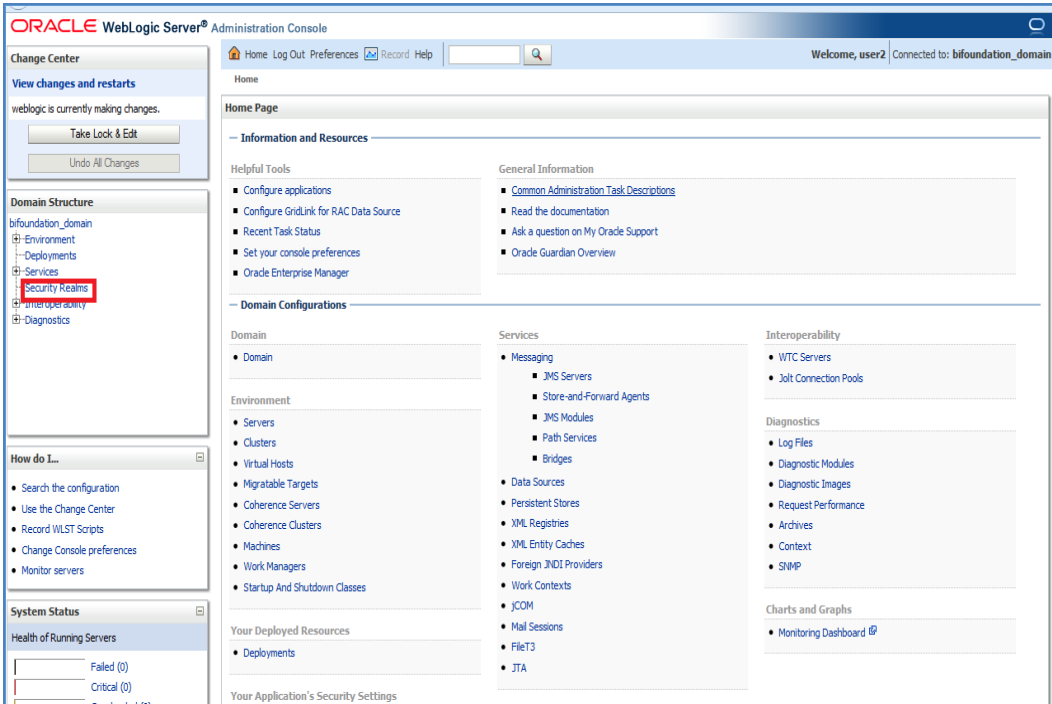 ORACLE WebLogic Server® Administration Console
Change Center
View changes and restarts
weblogic is currently making changes.
Take Lock & Edit
Undo All Changes
Domain Structure
bifoundation_domain
Environment
Deployments
Services
Security Realms
Interoperability
Diagnostics
How do I...
Search the configuration
Use the Change Center
Record WLST Scripts
Change Console preferences
Monitor servers
System Status
Health of Running Servers
Failed (0)
Critical (0)
Home Log Out Preferences Record Help
Welcome, user2 Connected to: bifoundation_domain
Home
Home Page
Information and Resources
Helpful Tools
Configure applications
Configure GridLink for RAC Data Source
Recent Task Status
Set your console preferences
Oracle Enterprise Manager
General Information
Common Administration Task Descriptions
Read the documentation
Ask a question on My Oracle Support
Oracle Guardian Overview
Domain Configurations
Domain
Domain
Environment
Servers
Clusters
Virtual Hosts
Migratable Targets
Coherence Servers
Coherence Clusters
Machines
Work Managers
Startup And Shutdown Classes
Your Deployed Resources
Deployments
Your Application's Security Settings
Services
Messaging
JMS Servers
Store-and-Forward Agents
JMS Modules
Path Services
Bridges
Data Sources
Persistent Stores
XML Registries
XML Entity Caches
Foreign JNDI Providers
Work Contexts
jCOM
Mail Sessions
FileT3
JTA
Interoperability
WTC Servers
Jolt Connection Pools
Diagnostics
Log Files
Diagnostic Modules
Diagnostic Images
Request Performance
Archives
Context
SNMP
Charts and Graphs
Monitoring Dashboard